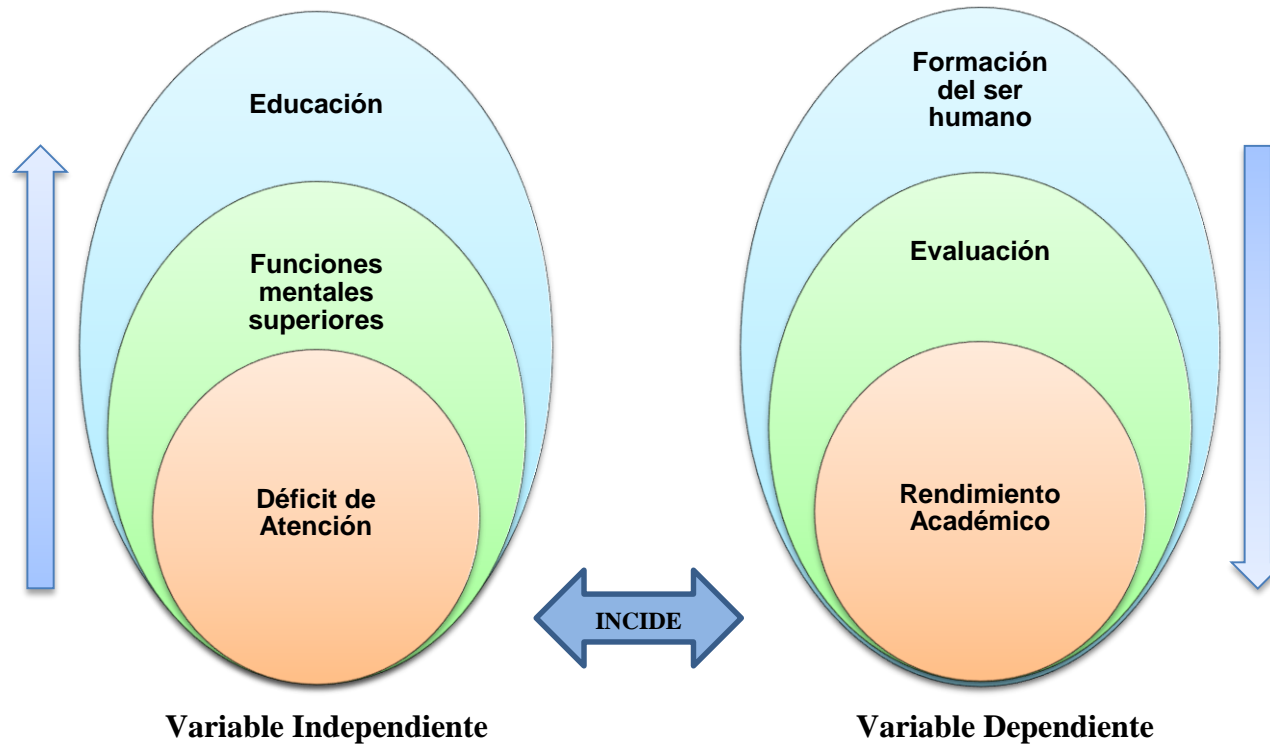 Educación
Funciones
mentales
superiores
Déficit de
Atención
Formación
del ser
humano
Evaluación
Rendimiento
Académico
INCIDE
Variable Independiente
Variable Dependiente